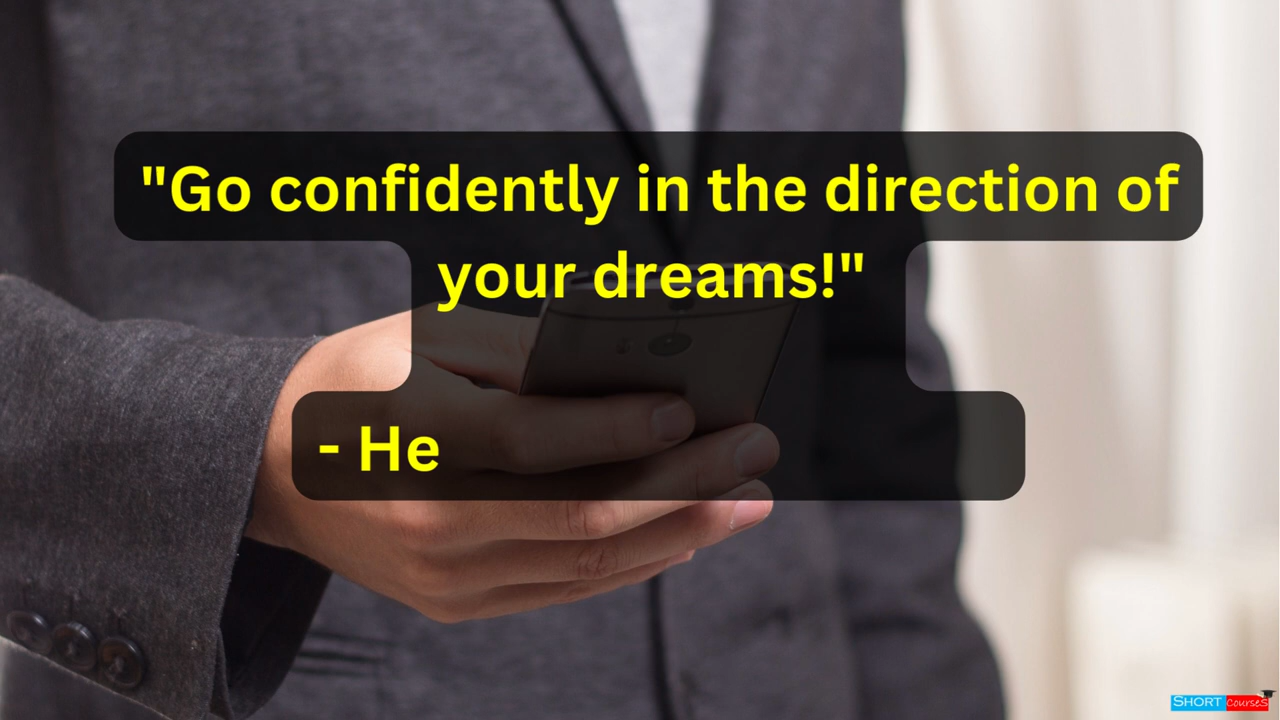 "Go confidently in the direction of
your dreams!"
- He
SHORT CourseS